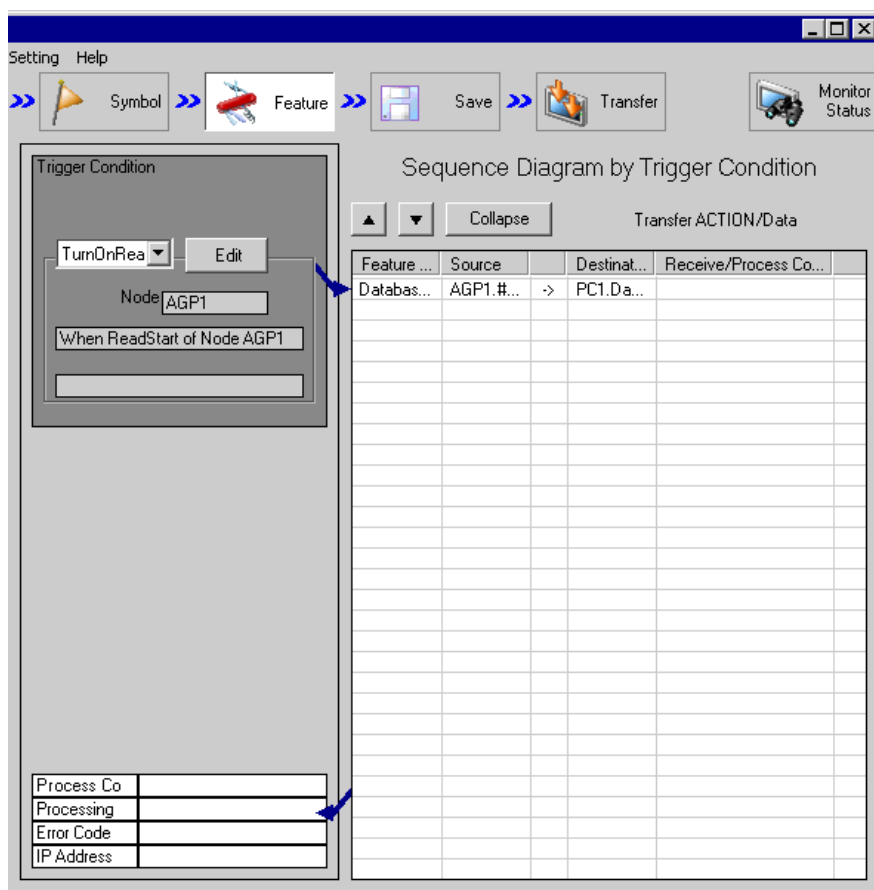 Setting Help
Symbol Feature Save Transfer Monitor Status
Trigger Condition
Sequence Diagram by Trigger Condition
Collapse
Transfer ACTION/Data
TurnOnRea
Edit
Node AGP1
When ReadStart of Node AGP1
Feature ... Source Destinat... Receive/Process Co...
Databas... AGP1.#... -> PC1.Da...
Process Co
Processing
Error Code
IP Address